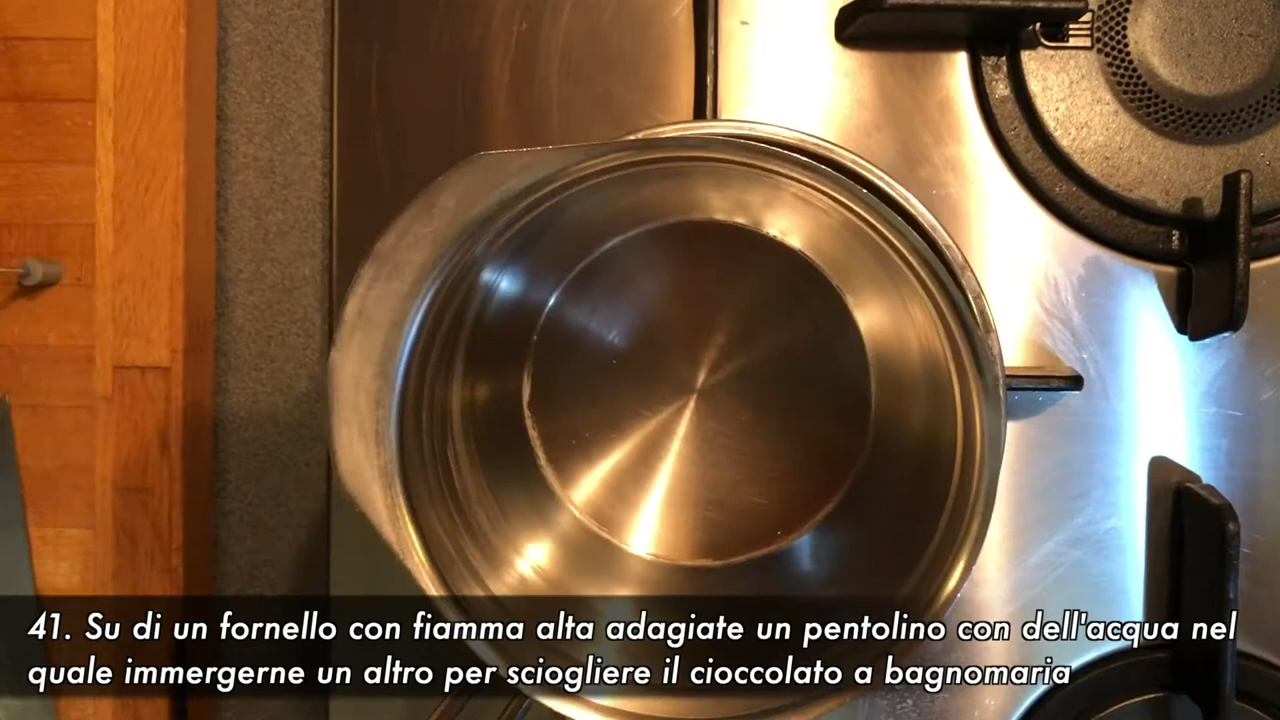 41. Su di un fornello con fiamma alta adagiate un pentolino con dell'acqua nel
quale immergerne un altro per sciogliere il cioccolato a bagnomaria